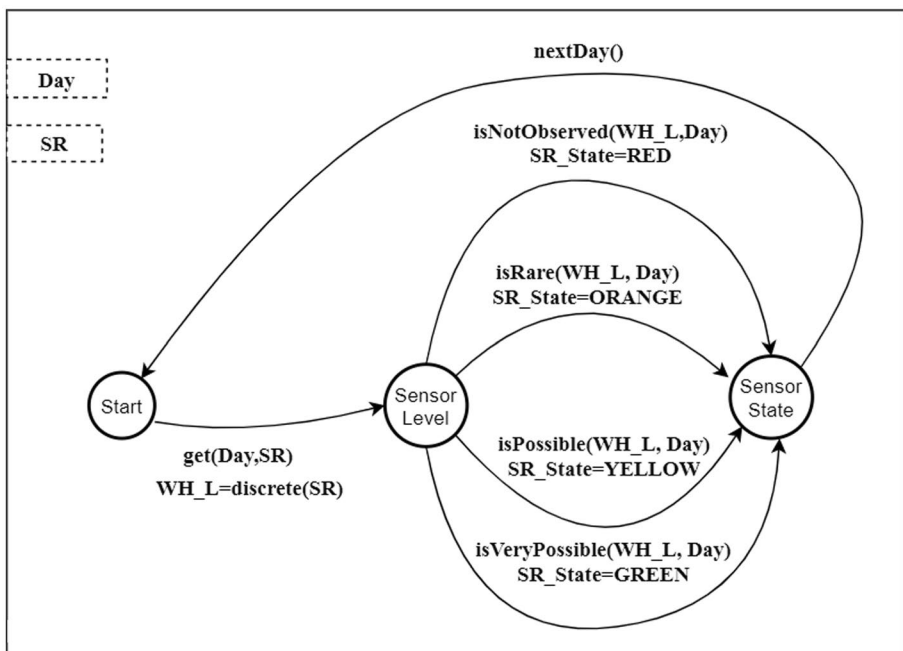 nextDay()
Day
isNotObserved(WH_L,Day)
SR_State=RED
SR
isRare(WH_L, Day)
SR_State=ORANGE
Start
Sensor
Level
Sensor
State
get(Day,SR)
WH_L=discrete(SR)
isPossible(WH_L, Day)
SR_State=YELLOW
isVeryPossible(WH_L, Day)
SR_State=GREEN